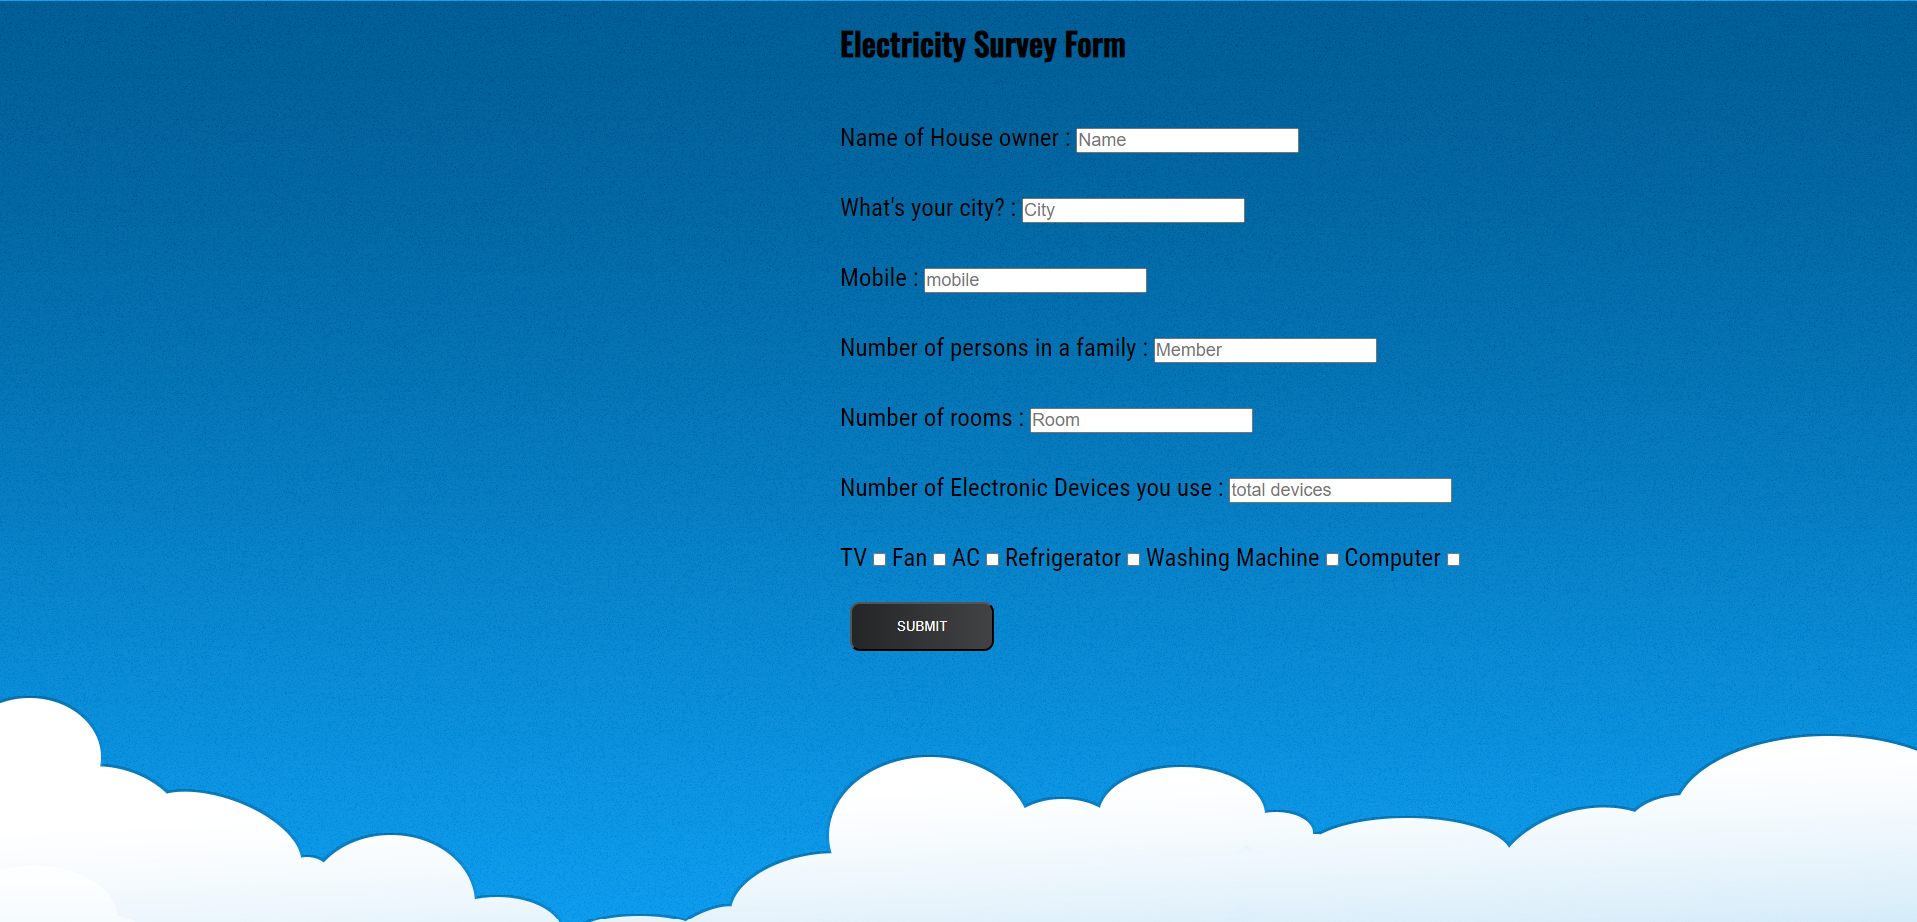 Electricity Survey Form
Name of House owner : Name
What's your city? : City
Mobile : mobile
Number of persons in a family : Member
Number of rooms : Room
Number of Electronic Devices you use : total devices
TV Fan AC Refrigerator Washing Machine Computer
SUBMIT